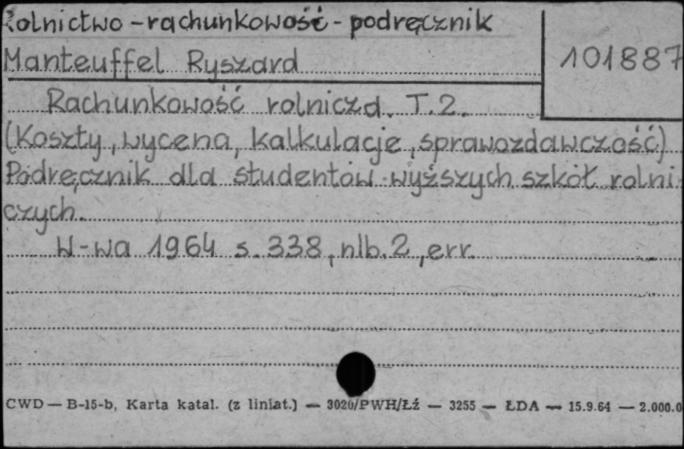 Rolnictwo - rachunkowość - podręcznik
Manteuffel Ryszard
101887
Rachunkowość rolnicza. T.2.
(Koszty, wycena, kalkulacje, sprawozdawczość)
Podręcznik dla studentów wyższych szkół rolni-
czych.
W-wa 1964 s. 338, nlb. 2, err.
CWD — B-15-b, Karta katal. (z liniat.) — 3020/PWH/Łź — 3255 — ŁDA — 15.9.64 — 2.000.0